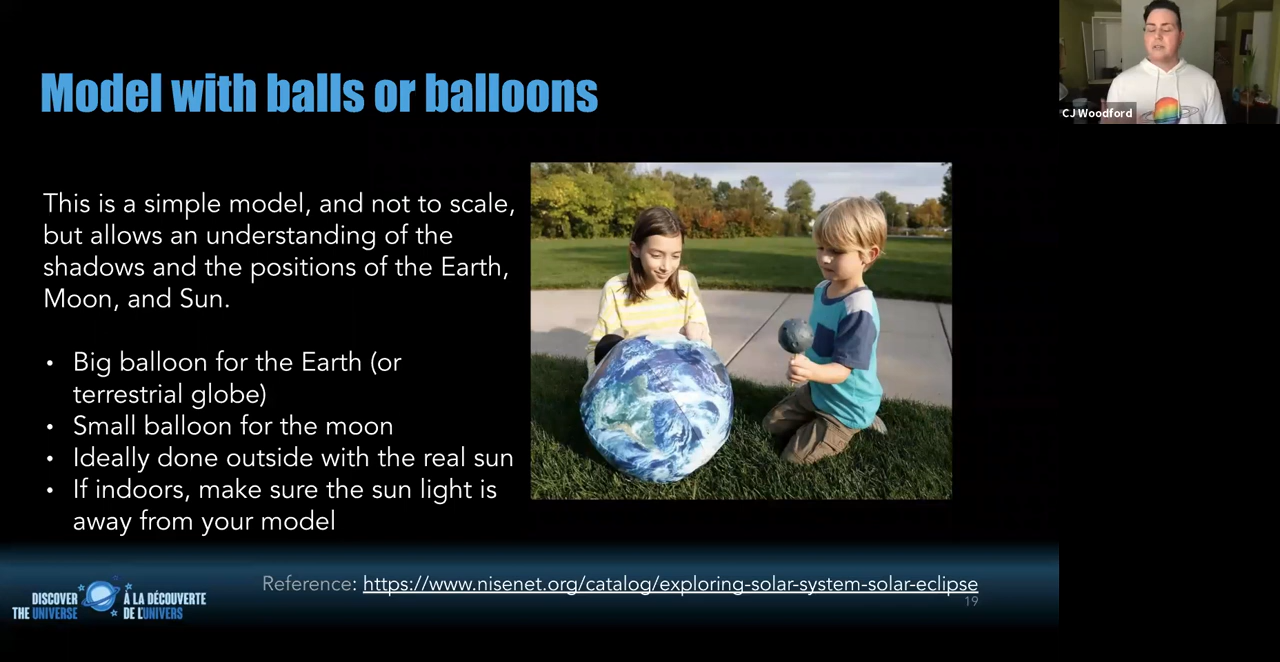 Model with balls or balloons
CJ Woodford
This is a simple model, and not to scale,
but allows an understanding of the
shadows and the positions of the Earth,
Moon, and Sun.
• Big balloon for the Earth (or
terrestrial globe)
• Small balloon for the moon
• Ideally done outside with the real sun
• If indoors, make sure the sun light is
away from your model
Reference: https://www.nisenet.org/catalog/exploring-solar-system-solar-eclipse
19
DISCOVER
THE UNIVERSE
À LA DÉCOUVERTE
DE L'UNIVERS